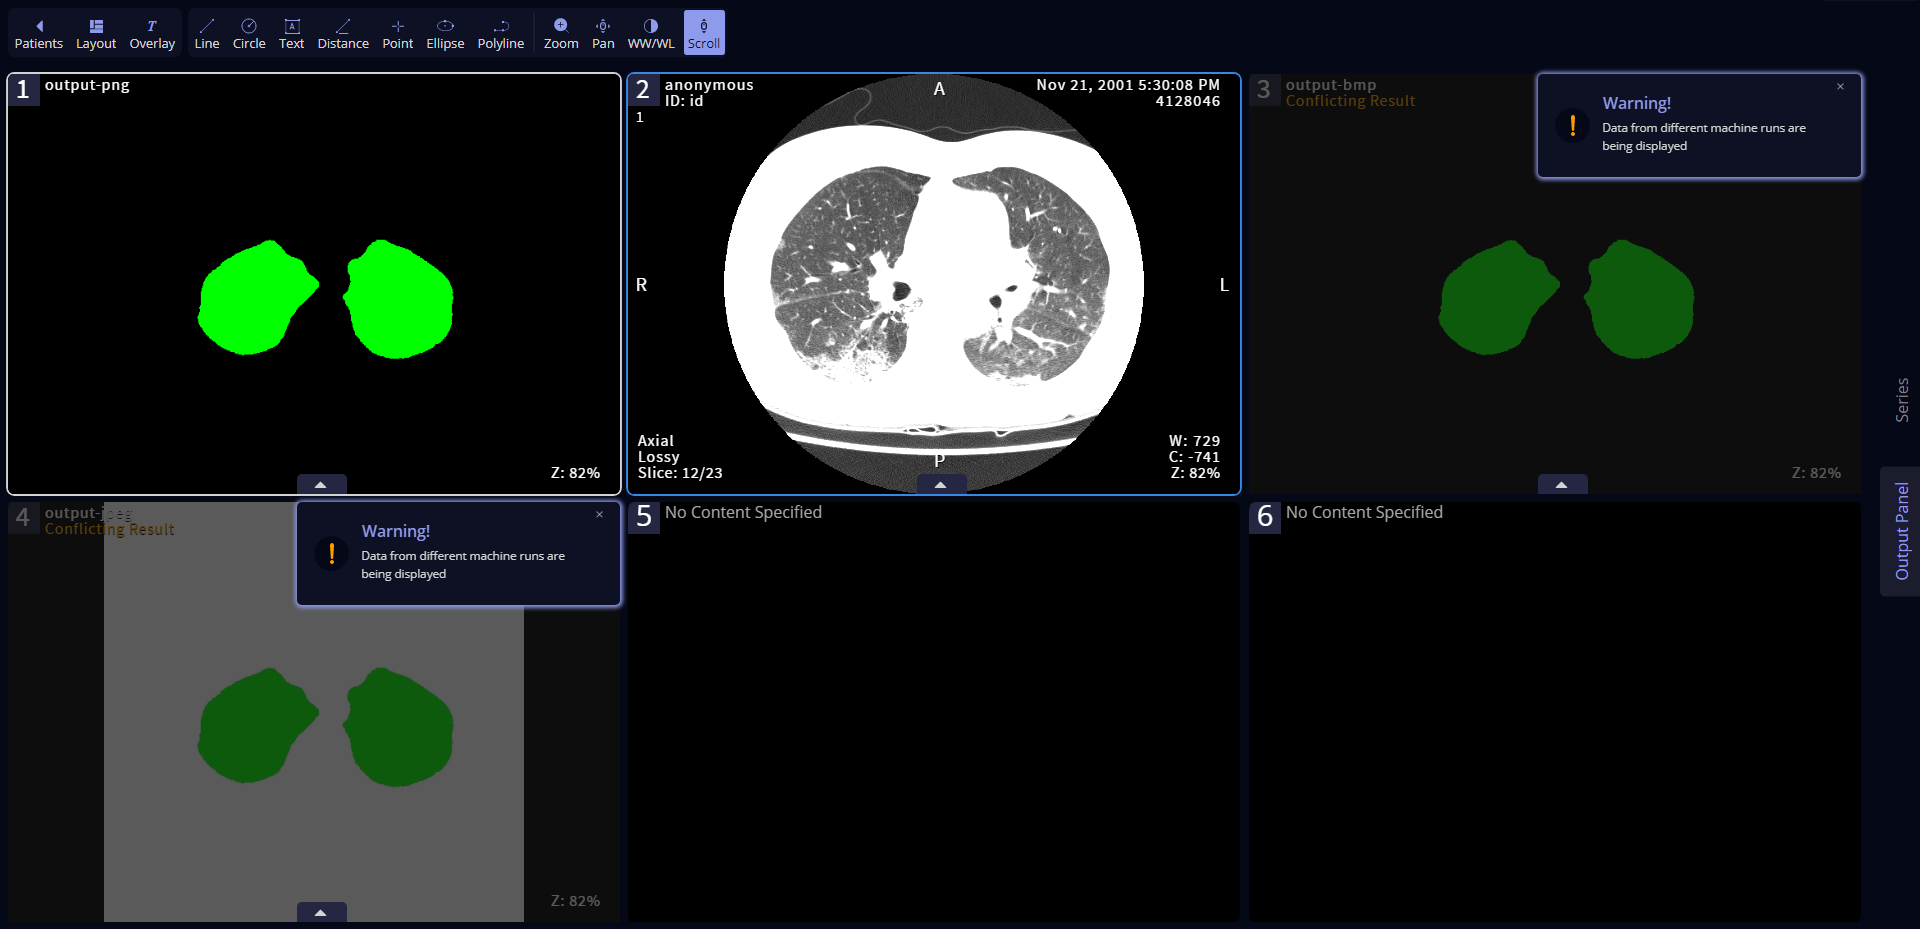 Patients Layout Overlay Line Circle Text Distance Point Ellipse Polyline Zoom Pan WW/WL Scroll
1 output-png
Z: 82%
2 anonymous
ID: id
1
Nov 21, 2001 5:30:08 PM
4128046
A
R
L
P
Axial
Lossy
Slice: 12/23
W: 729
C: -741
Z: 82%
3 output-bmp
Conflicting Result
Warning!
Data from different machine runs are
being displayed
Z: 82%
4 output-jpeg
Conflicting Result
Warning!
Data from different machine runs are
being displayed
Z: 82%
5 No Content Specified
6 No Content Specified
Series
Output Panel